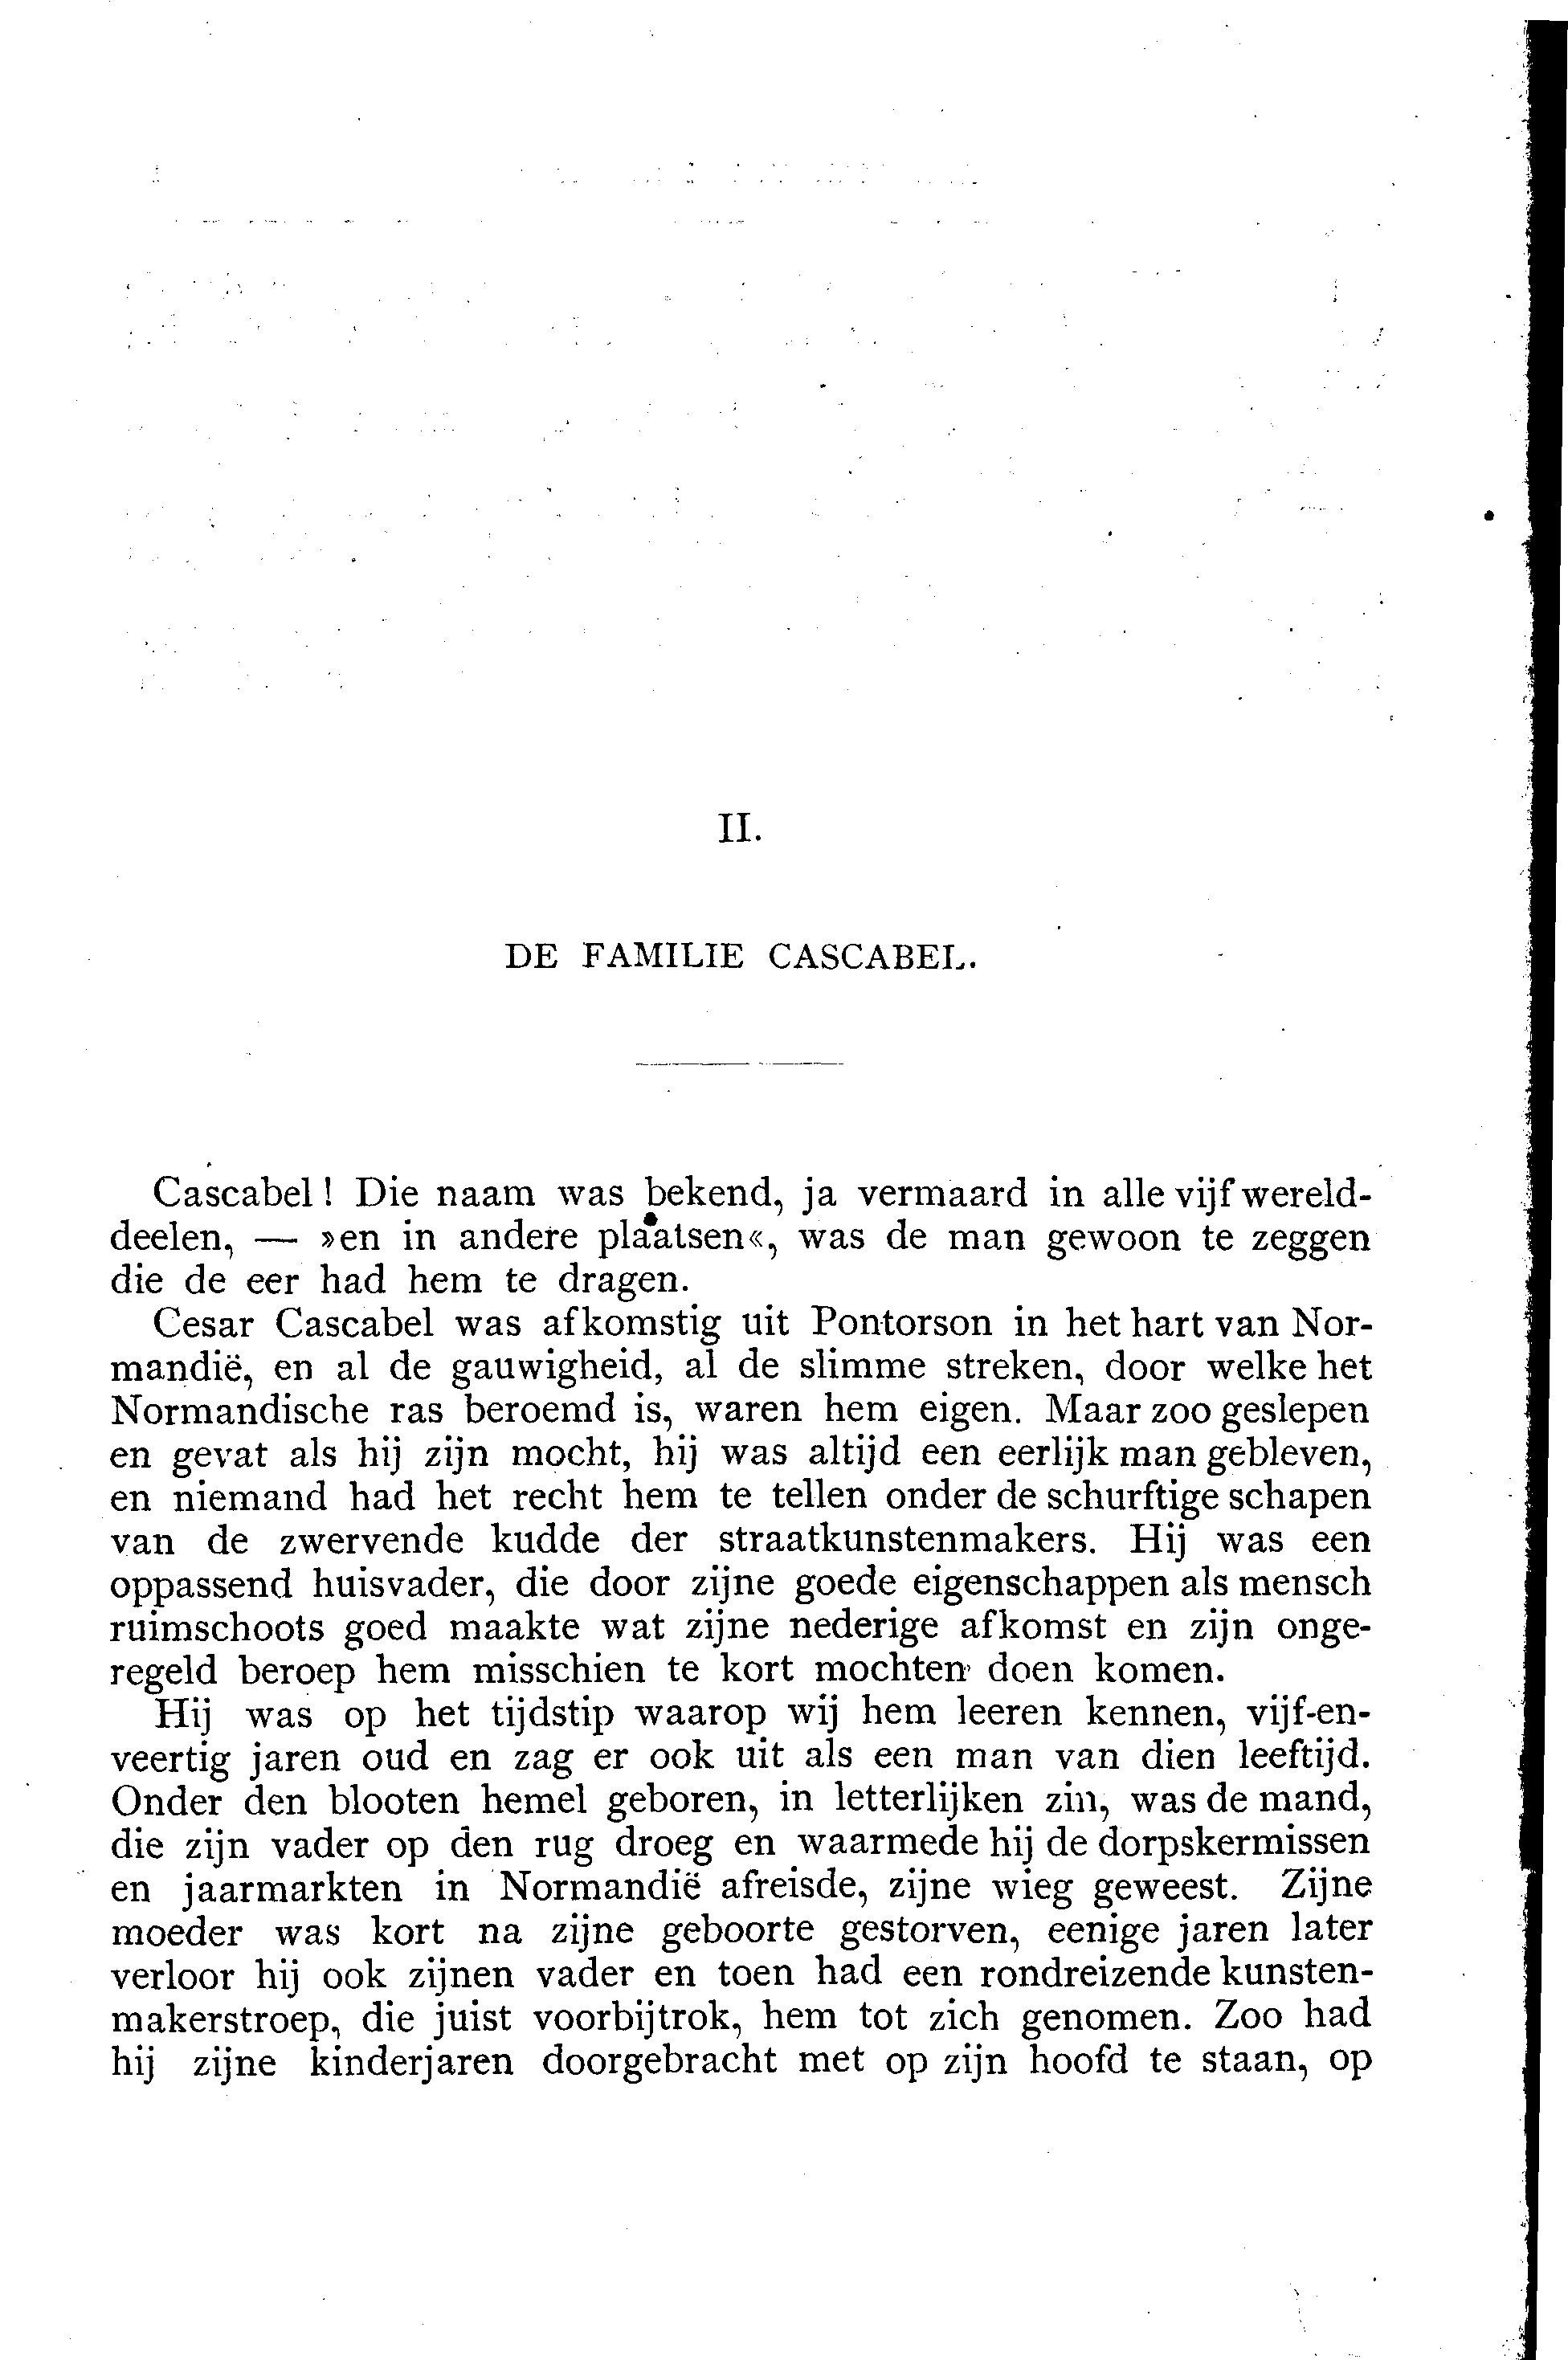 II.
DE FAMILIE CASCABEL.
Cascabel! Die naam was bekend, ja vermaard in alle vijf wereld-
deelen, — »en in andere plaatsen«, was de man gewoon te zeggen
die de eer had hem te dragen.
Cesar Cascabel was afkomstig uit Pontorson in het hart van Nor-
mandië, en al de gauwigheid, al de slimme streken, door welke het
Normandische ras beroemd is, waren hem eigen. Maar zoo geslepen
en gevat als hij zijn mocht, hij was altijd een eerlijk man gebleven,
en niemand had het recht hem te tellen onder de schurftige schapen
van de zwervende kudde der straatkunstenmakers. Hij was een
oppassend huisvader, die door zijne goede eigenschappen als mensch
ruimschoots goed maakte wat zijne nederige afkomst en zijn onge-
regeld beroep hem misschien te kort mochten doen komen.
Hij was op het tijdstip waarop wij hem leeren kennen, vijf-en-
veertig jaren oud en zag er ook uit als een man van dien leeftijd.
Onder den blooten hemel geboren, in letterlijken zin, was de mand,
die zijn vader op den rug droeg en waarmede hij de dorpskermissen
en jaarmarkten in Normandië afreisde, zijne wieg geweest. Zijne
moeder was kort na zijne geboorte gestorven, eenige jaren later
verloor hij ook zijnen vader en toen had een rondreizende kunsten-
makerstroep, die juist voorbijtrok, hem tot zich genomen. Zoo had
hij zijne kinderjaren doorgebracht met op zijn hoofd te staan, op